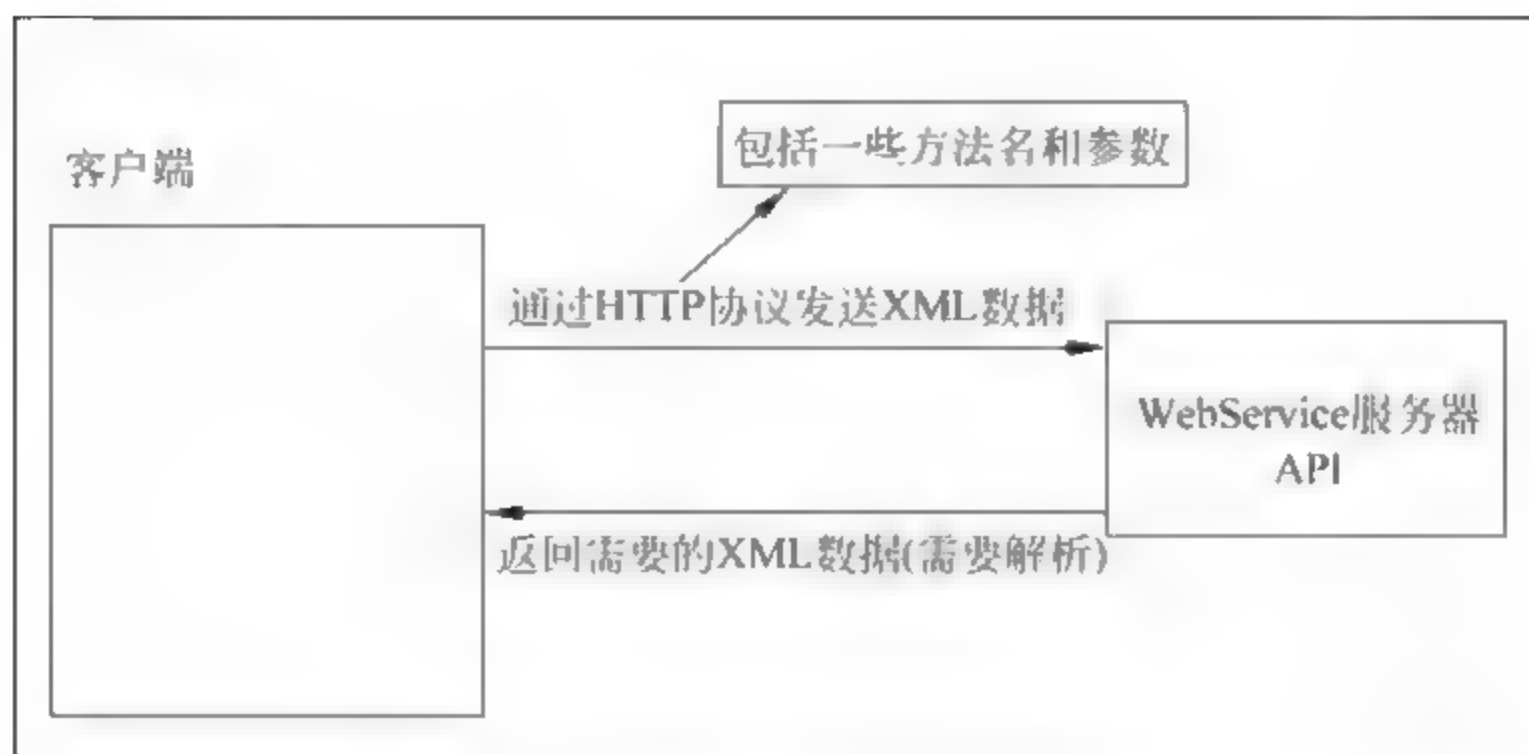 包括一些方法名和参数
客户端
通过HTTP协议发送XML数据
WebService服务器
API
返回需要的XML数据(需要解析)